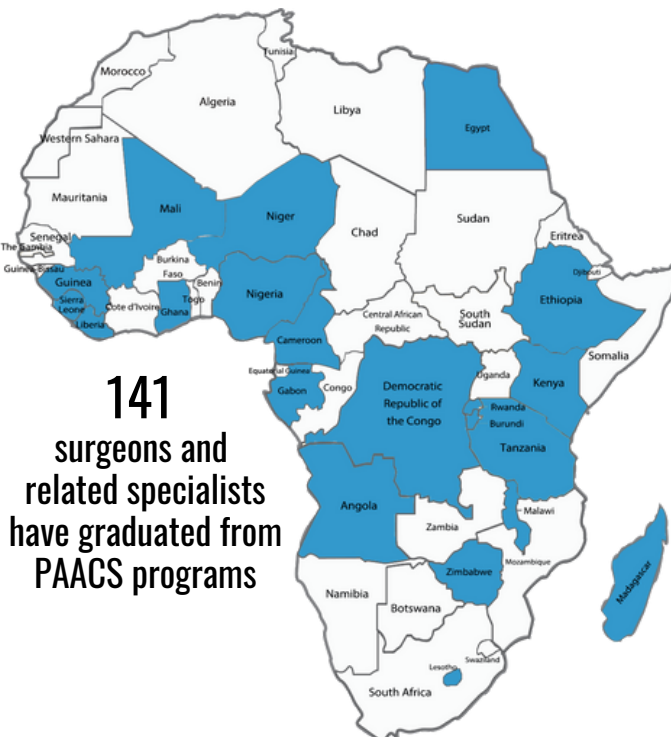 Tunisia
Morocco
Algeria
Libya
Egypt
Western Sahara
Mauritania
Mali
Niger
Chad
Sudan
Eritrea
Senegal
The Gambia
Guinea-Bissau
Guinea
Burkina
Faso
Benin
Togo
Sierra
Leone
Liberia
Cote d'Ivoire
Ghana
Nigeria
Djibouti
Ethiopia
Central African
Republic
South
Sudan
Cameroon
Somalia
Equatorial Guinea
Gabon
Congo
Democratic
Republic of
the Congo
Uganda
Kenya
Rwanda
Burundi
Tanzania
141
surgeons and
related specialists
have graduated from
PAACS programs
Angola
Zambia
Malawi
Mozambique
Zimbabwe
Madagascar
Namibia
Botswana
Swaziland
Lesotho
South Africa